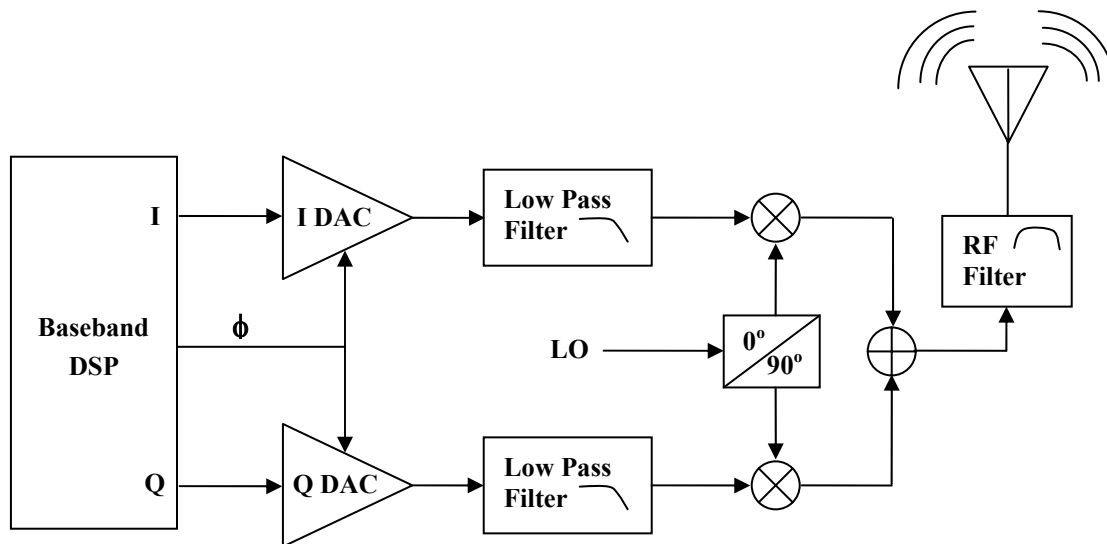 I
I DAC
Low Pass
Filter
RF
Filter
Baseband
DSP
ϕ
LO
0º
90º
Q
Q DAC
Low Pass
Filter